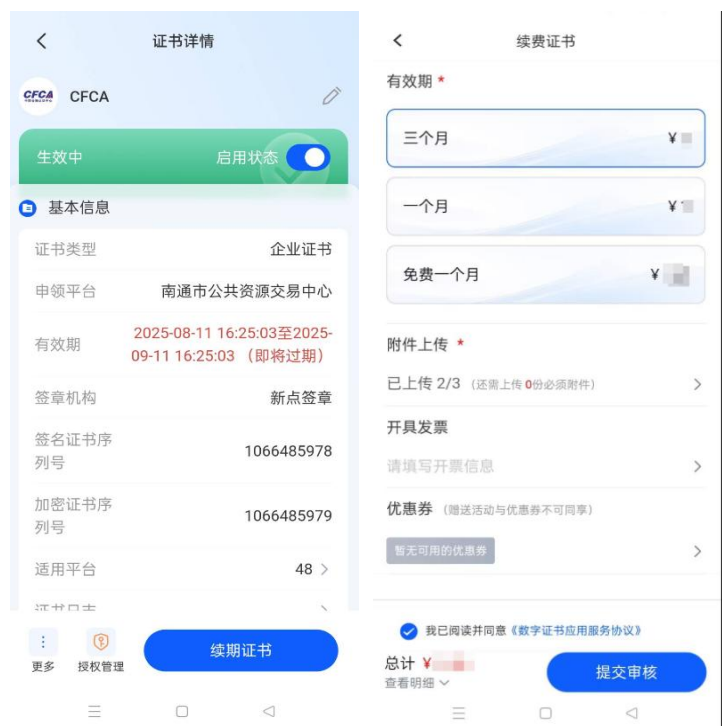 证书详情
CFCA
CFCA
生效中
启用状态
基本信息
证书类型
企业证书
申领平台
南通市公共资源交易中心
有效期
2025-08-11 16:25:03至2025-
09-11 16:25:03 （即将过期）
签章机构
新点签章
签名证书序
列号
1066485978
加密证书序
列号
1066485979
适用平台
48
证书日志
更多
授权管理
续期证书
续费证书
有效期 *
三个月
¥
一个月
¥
免费一个月
¥
附件上传 *
已上传 2/3 （还需上传 0份必须附件）
开具发票
请填写开票信息
优惠券 （赠送活动与优惠券不可同享）
暂无可用的优惠券
我已阅读并同意《数字证书应用服务协议》
总计 ¥
查看明细
提交审核